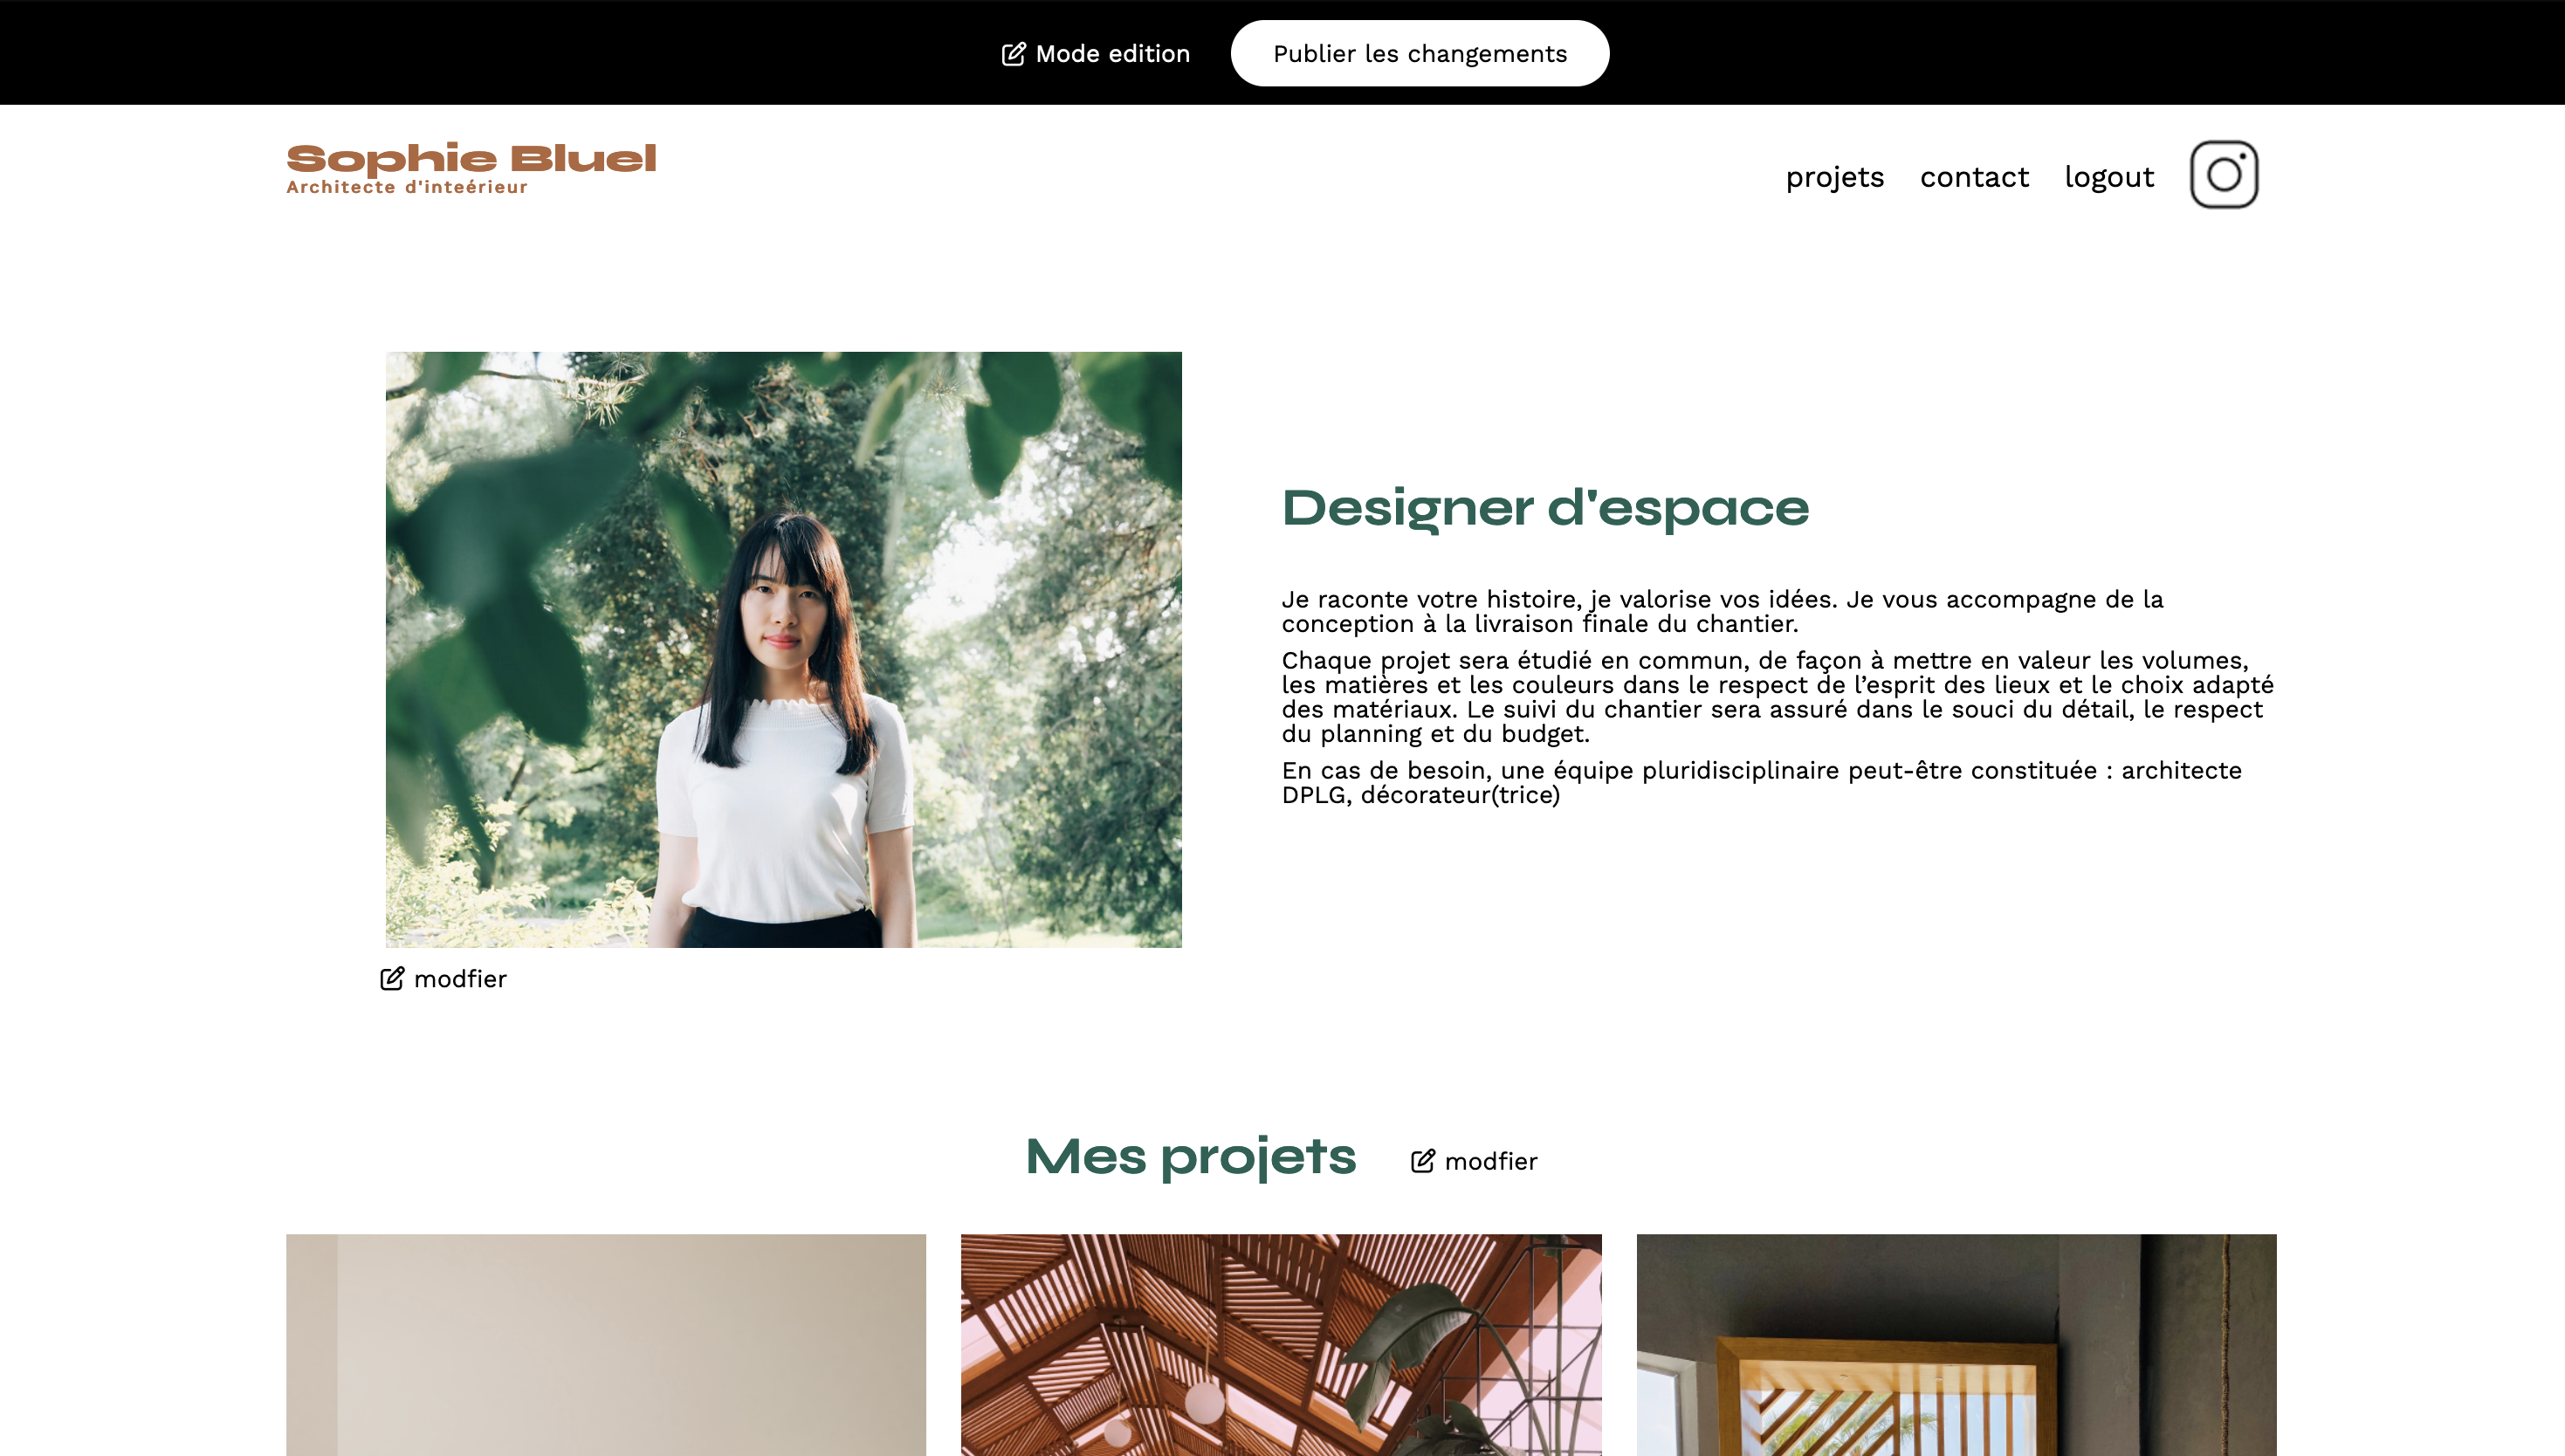 Mode edition
Publier les changements
Sophie Bluel
Architecte d'inteérieur
projets
contact
logout
Designer d'espace
Je raconte votre histoire, je valorise vos idées. Je vous accompagne de la
conception à la livraison finale du chantier.
Chaque projet sera étudié en commun, de façon à mettre en valeur les volumes,
les matières et les couleurs dans le respect de l’esprit des lieux et le choix adapté
des matériaux. Le suivi du chantier sera assuré dans le souci du détail, le respect
du planning et du budget.
En cas de besoin, une équipe pluridisciplinaire peut-être constituée : architecte
DPLG, décorateur(trice)
modfier
Mes projets
modfier